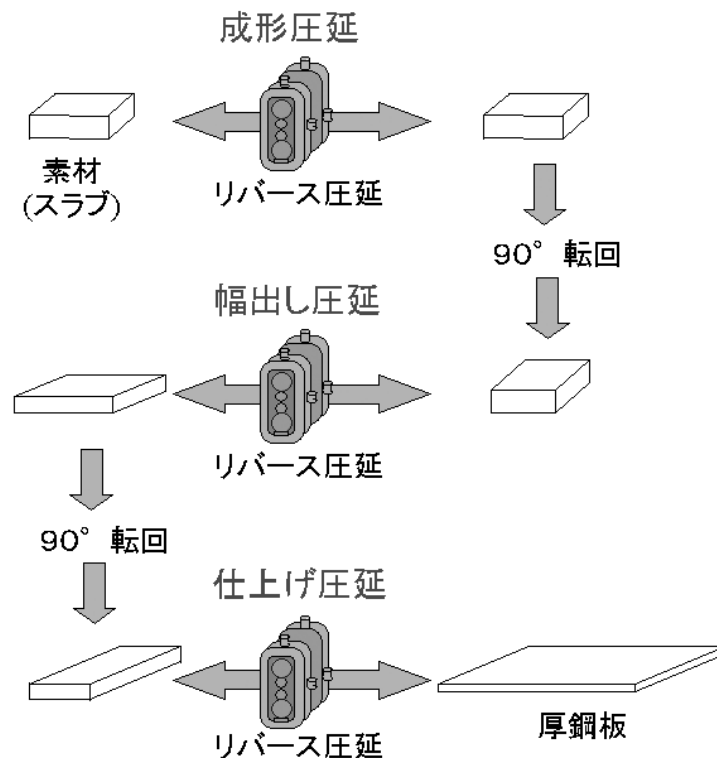 成形圧延
素材
(スラブ)
リバース圧延
90° 転回
幅出し圧延
リバース圧延
90° 転回
仕上げ圧延
リバース圧延
厚鋼板